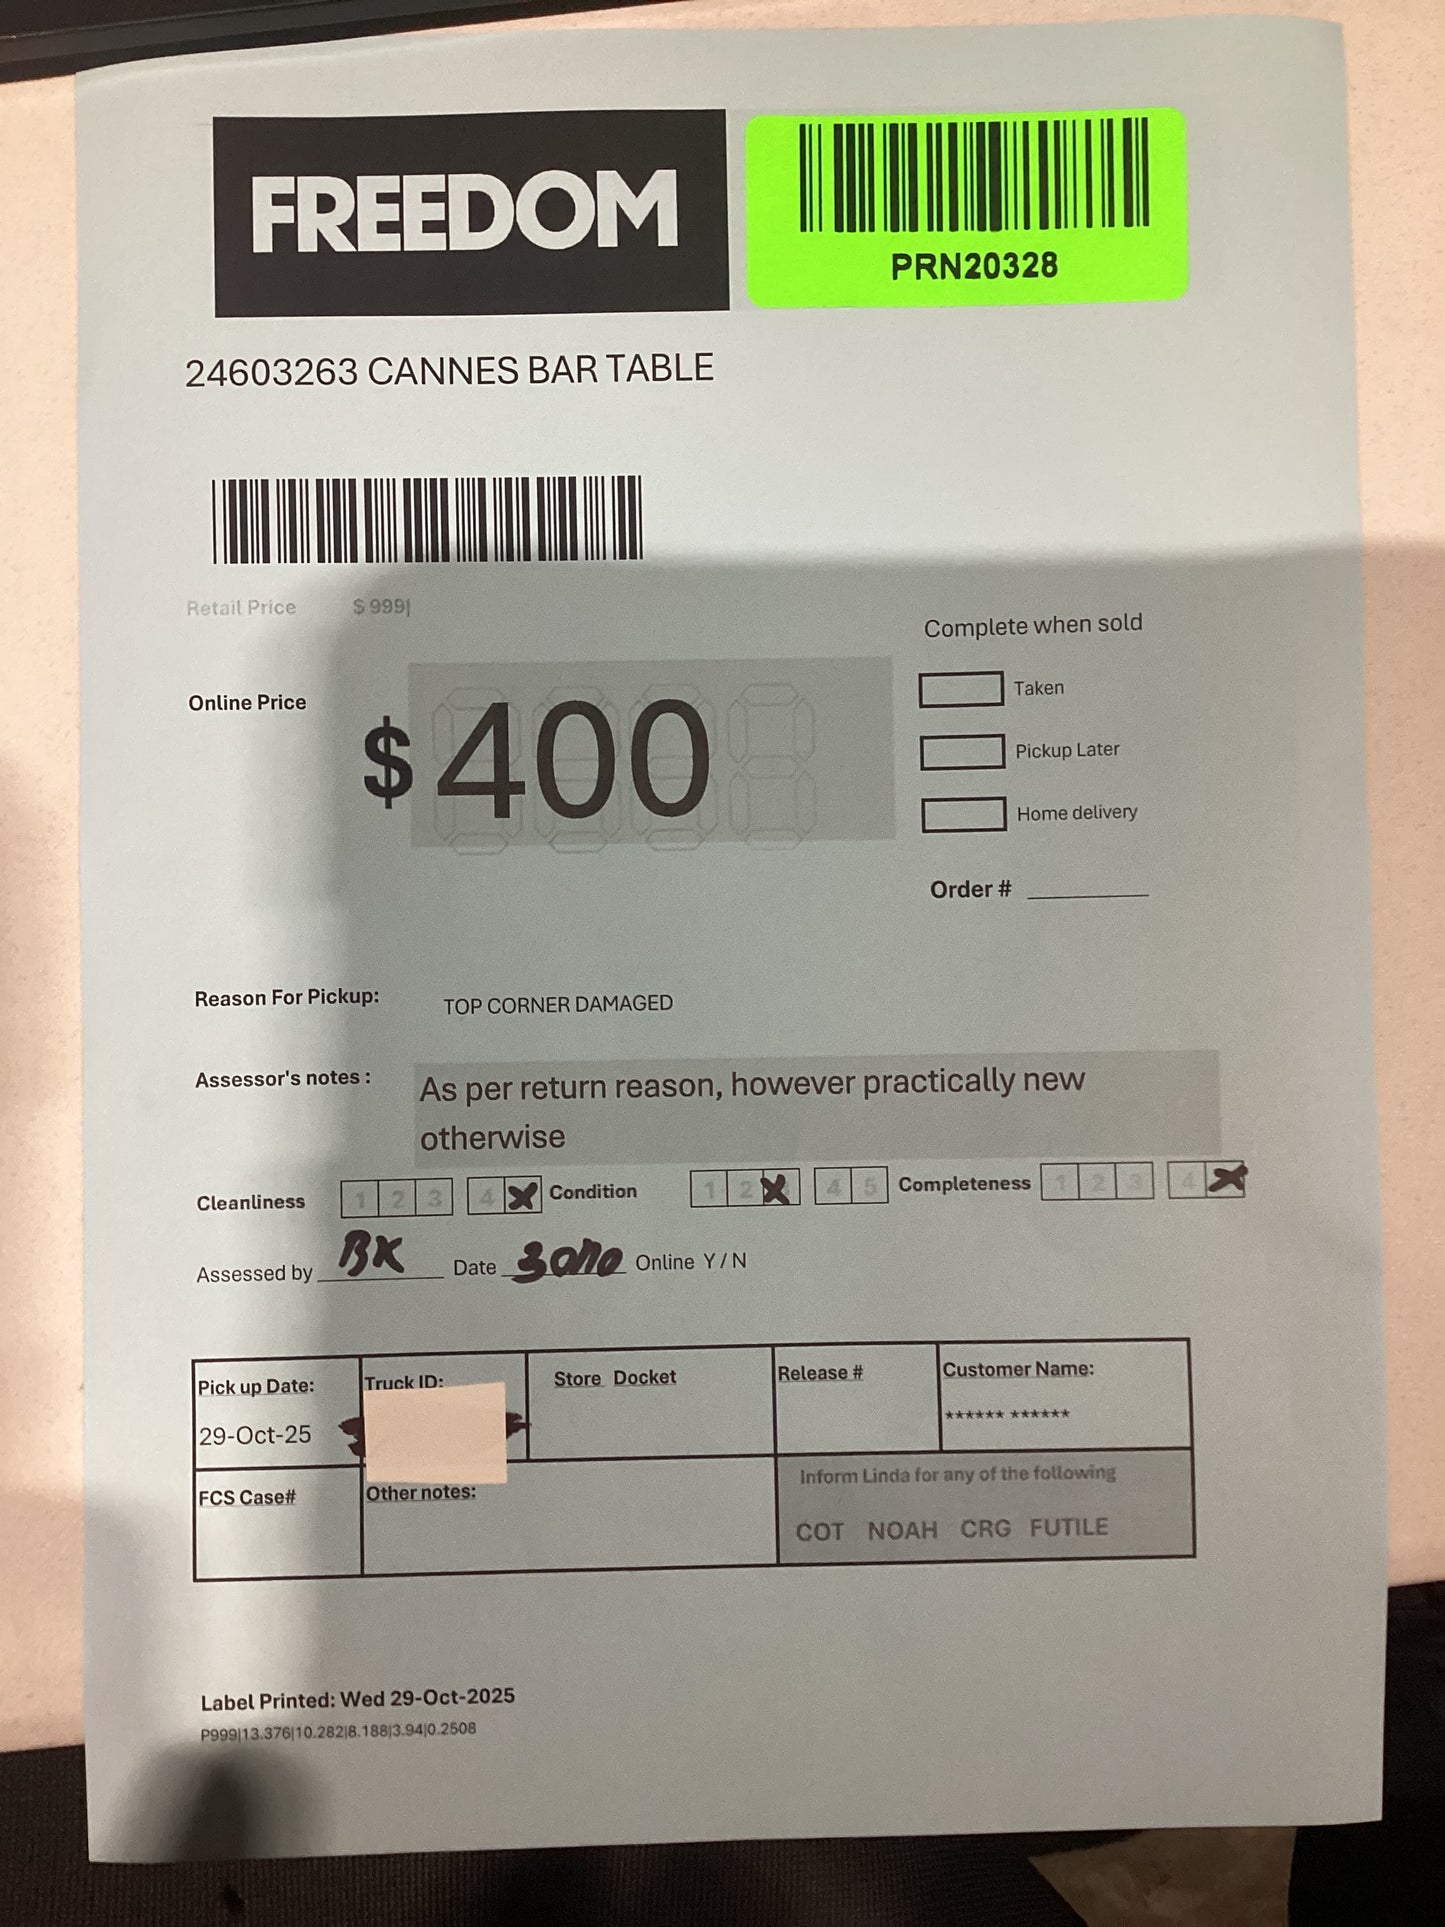 FREEDOM
PRN20328
24603263 CANNES BAR TABLE
Retail Price $ 999|
Complete when sold
Online Price $ 400
Taken
Pickup Later
Home delivery
Order #
Reason For Pickup: TOP CORNER DAMAGED
Assessor's notes : As per return reason, however practically new
otherwise
Cleanliness 1 2 3 4 Condition 1 2 4 5 Completeness 1 2 3 4
Assessed by BK Date Online Y / N
Pick up Date: Truck ID: Store Docket Release # Customer Name:
29-Oct-25 ****** ******
FCS Case# Other notes: Inform Linda for any of the following
COT NOAH CRG FUTILE
Label Printed: Wed 29-Oct-2025
P999|13.376|10.282|8.188|3.94|0.2508